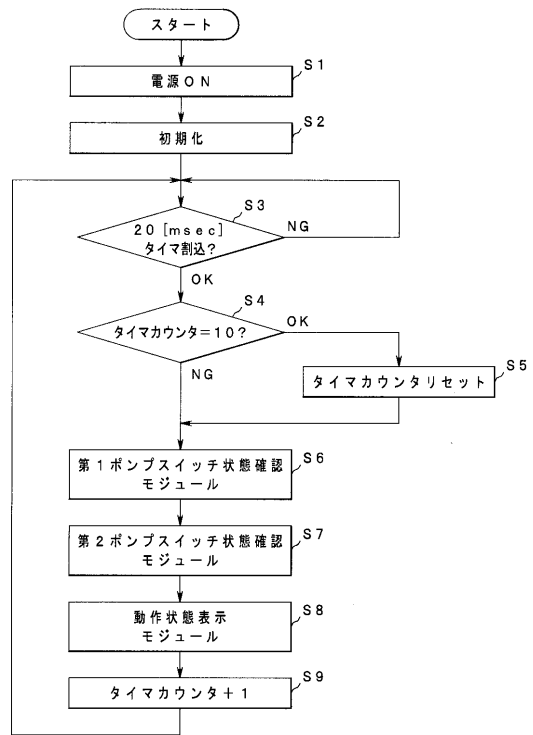 スタート
S1
電源ON
S2
初期化
S3
20[msec]
タイマ割込?
NG
OK
S4
タイマカウンタ=10?
OK
NG
S5
タイマカウンタリセット
S6
第1ポンプスイッチ状態確認
モジュール
S7
第2ポンプスイッチ状態確認
モジュール
S8
動作状態表示
モジュール
S9
タイマカウンタ+1